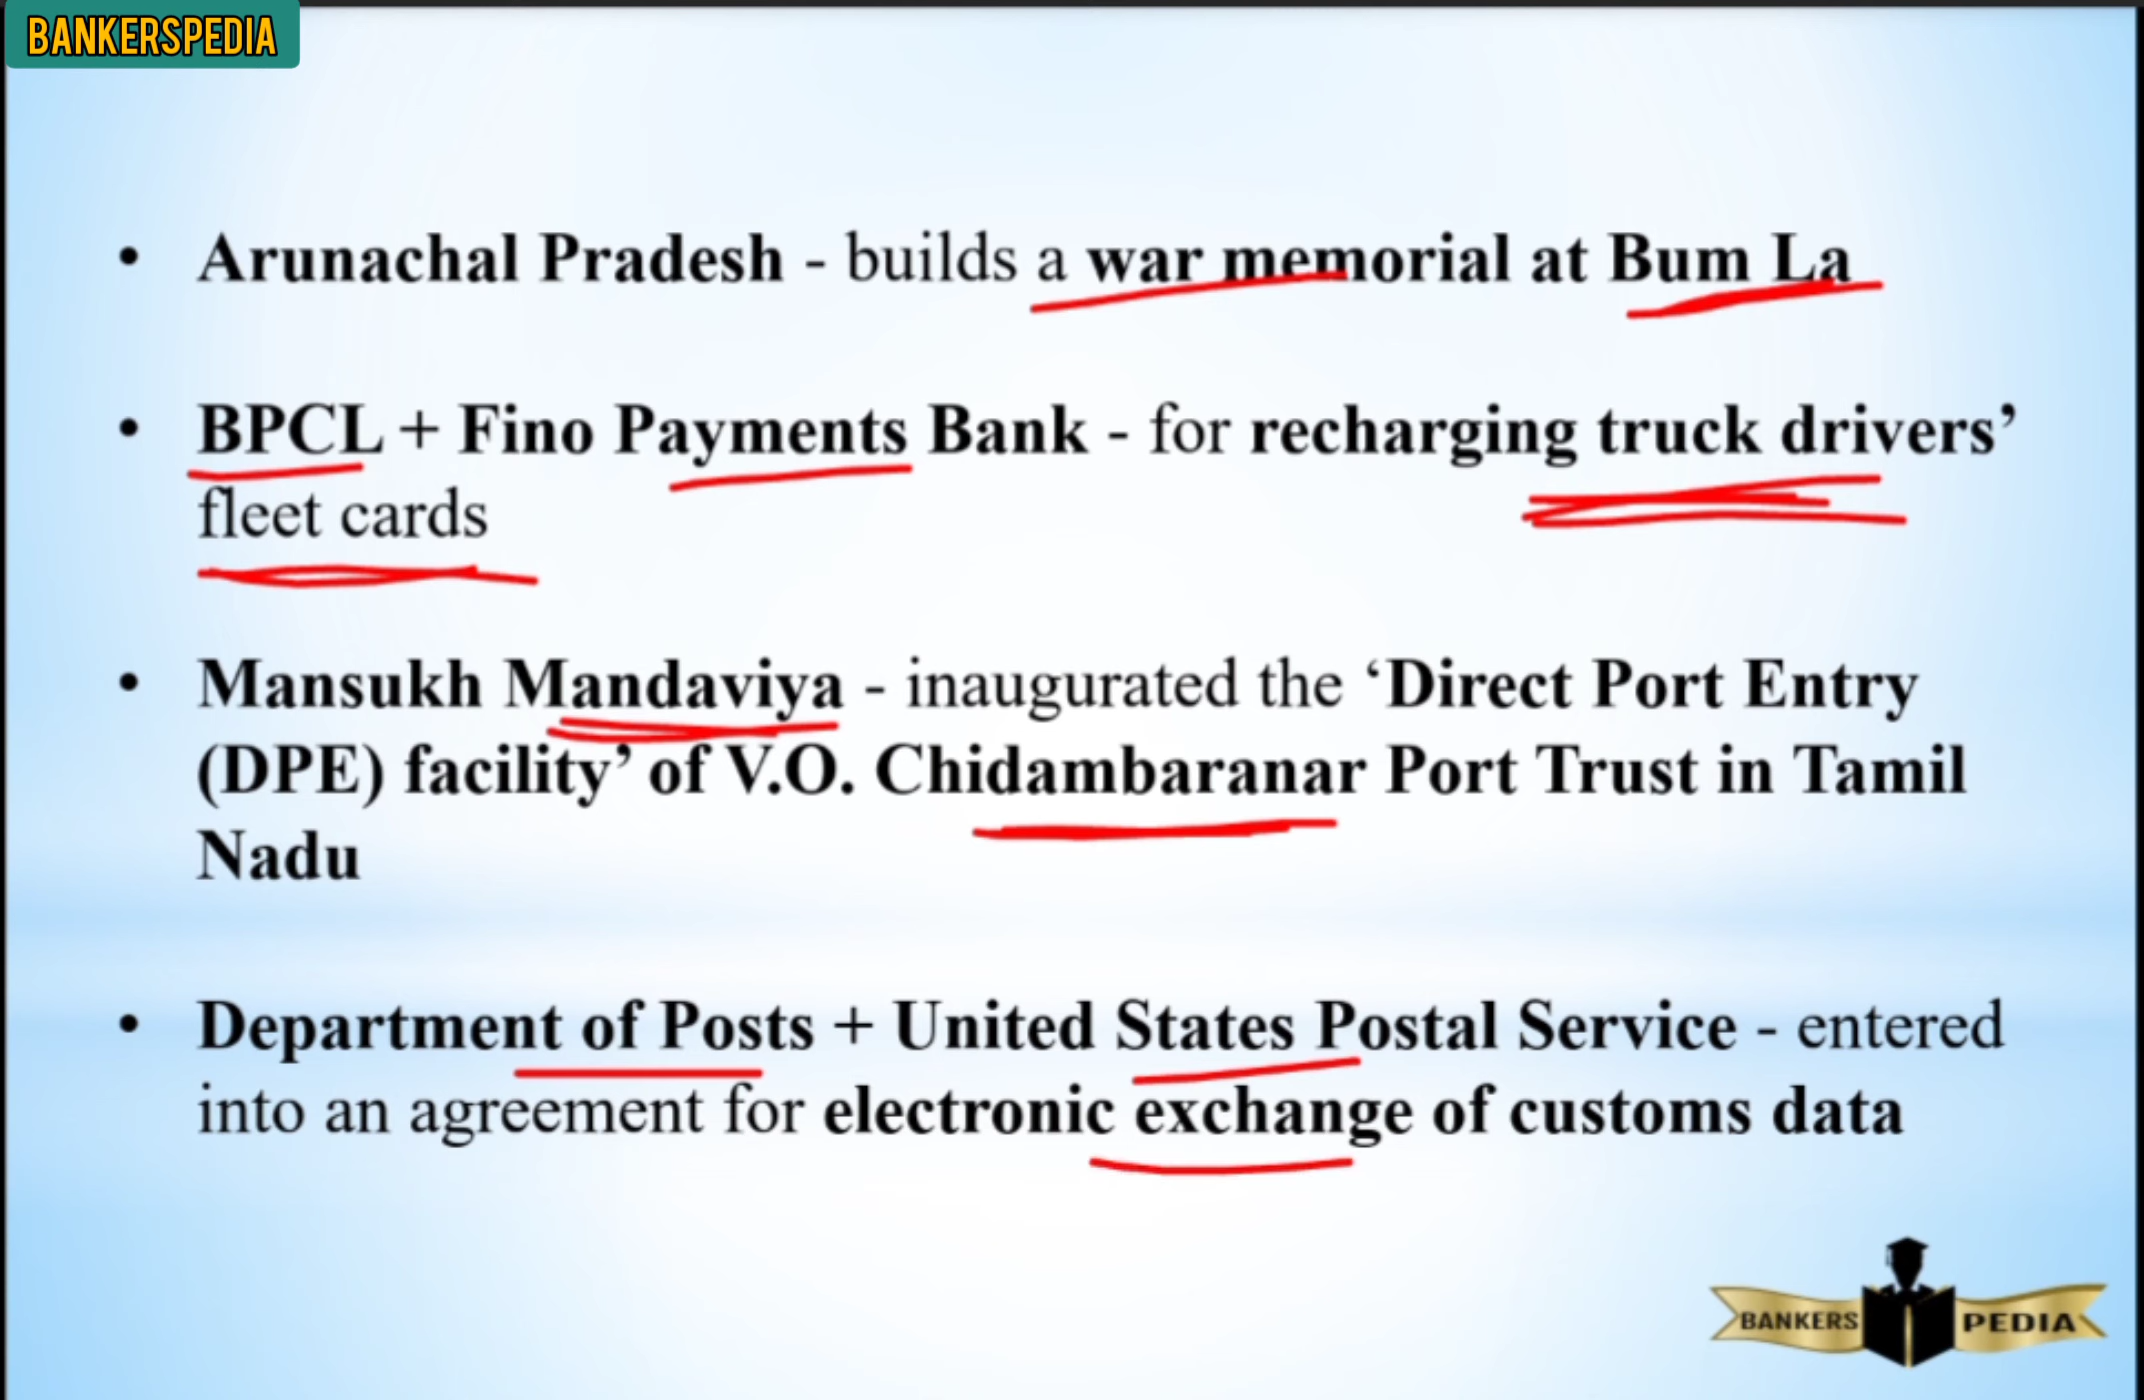 BANKERSPEDIA
• Arunachal Pradesh - builds a war memorial at Bum La
• BPCL + Fino Payments Bank - for recharging truck drivers’
fleet cards
• Mansukh Mandaviya - inaugurated the ‘Direct Port Entry
(DPE) facility’ of V.O. Chidambaranar Port Trust in Tamil
Nadu
• Department of Posts + United States Postal Service - entered
into an agreement for electronic exchange of customs data
BANKERS PEDIA